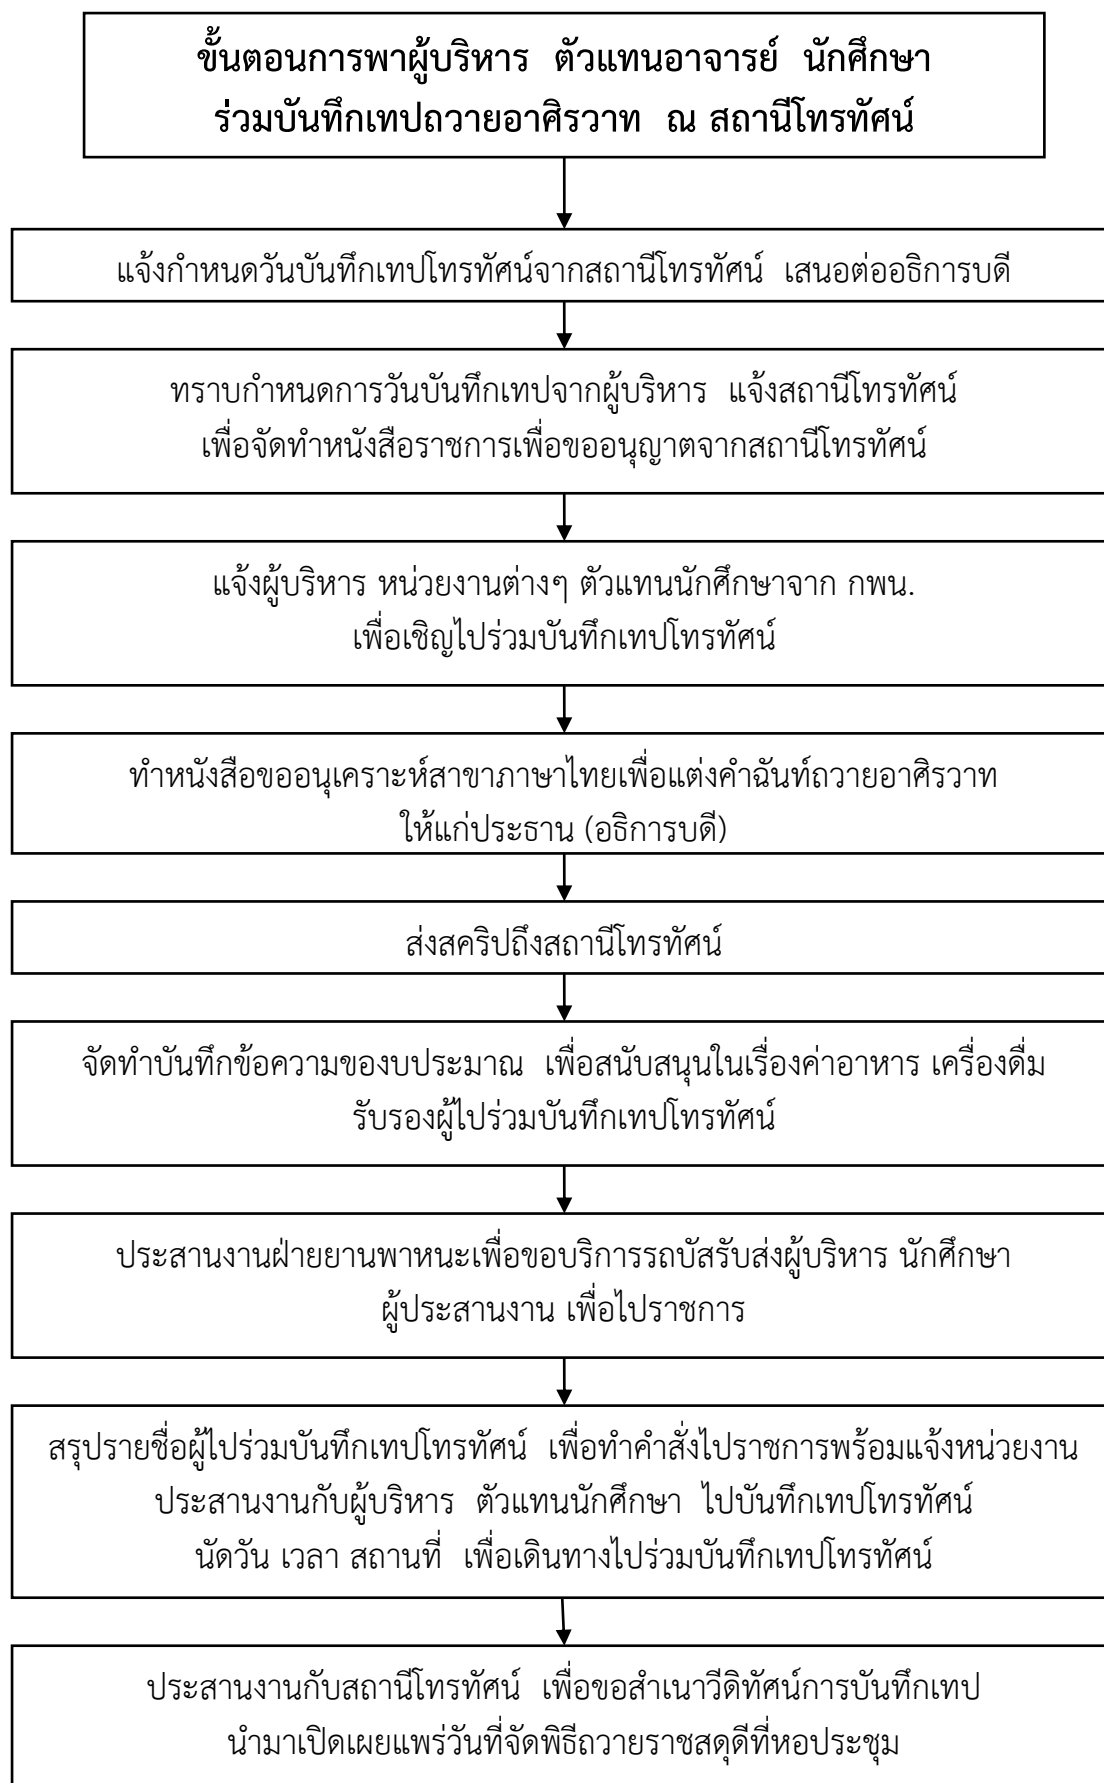 ขั้นตอนการพาผู้บริหาร ตัวแทนอาจารย์ นักศึกษา
ร่วมบันทึกเทปถวายอาศิรวาท ณ สถานีโทรทัศน์
แจ้งกำหนดวันบันทึกเทปโทรทัศน์จากสถานีโทรทัศน์ เสนอต่ออธิการบดี
ทราบกำหนดการวันบันทึกเทปจากผู้บริหาร แจ้งสถานีโทรทัศน์
เพื่อจัดทำหนังสือราชการเพื่อขออนุญาตจากสถานีโทรทัศน์
แจ้งผู้บริหาร หน่วยงานต่างๆ ตัวแทนนักศึกษาจาก กพน.
เพื่อเชิญไปร่วมบันทึกเทปโทรทัศน์
ทำหนังสือขออนุเคราะห์สาขาภาษาไทยเพื่อแต่งคำฉันท์ถวายอาศิรวาท
ให้แก่ประธาน (อธิการบดี)
ส่งสคริปถึงสถานีโทรทัศน์
จัดทำบันทึกข้อความของบประมาณ เพื่อสนับสนุนในเรื่องค่าอาหาร เครื่องดื่ม
รับรองผู้ไปร่วมบันทึกเทปโทรทัศน์
ประสานงานฝ่ายยานพาหนะเพื่อขอบริการรถบัสรับส่งผู้บริหาร นักศึกษา
ผู้ประสานงาน เพื่อไปราชการ
สรุปรายชื่อผู้ไปร่วมบันทึกเทปโทรทัศน์ เพื่อทำคำสั่งไปราชการพร้อมแจ้งหน่วยงาน
ประสานงานกับผู้บริหาร ตัวแทนนักศึกษา ไปบันทึกเทปโทรทัศน์
นัดวัน เวลา สถานที่ เพื่อเดินทางไปร่วมบันทึกเทปโทรทัศน์
ประสานงานกับสถานีโทรทัศน์ เพื่อขอสำเนาวีดิทัศน์การบันทึกเทป
นำมาเปิดเผยแพร่วันที่จัดพิธีถวายราชสดุดีที่หอประชุม